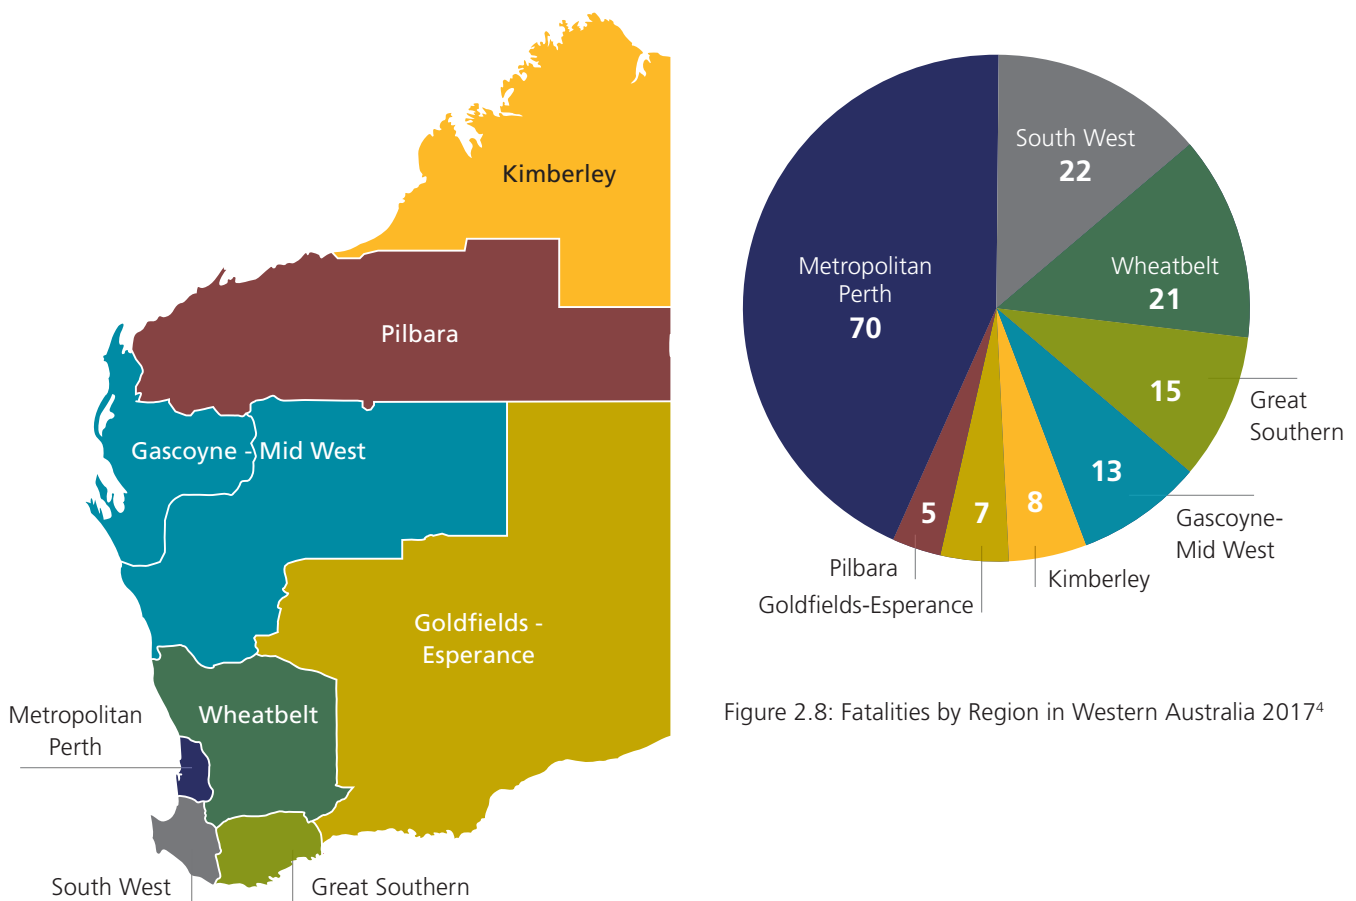 Kimberley
Pilbara
Gascoyne - Mid West
Goldfields -
Esperance
Wheatbelt
Metropolitan
Perth
South West
Great Southern
South West
22
Wheatbelt
21
15
Great
Southern
13
Gascoyne-
Mid West
8
Kimberley
7
Goldfields-Esperance
5
Pilbara
Metropolitan
Perth
70
Figure 2.8: Fatalities by Region in Western Australia 2017⁴